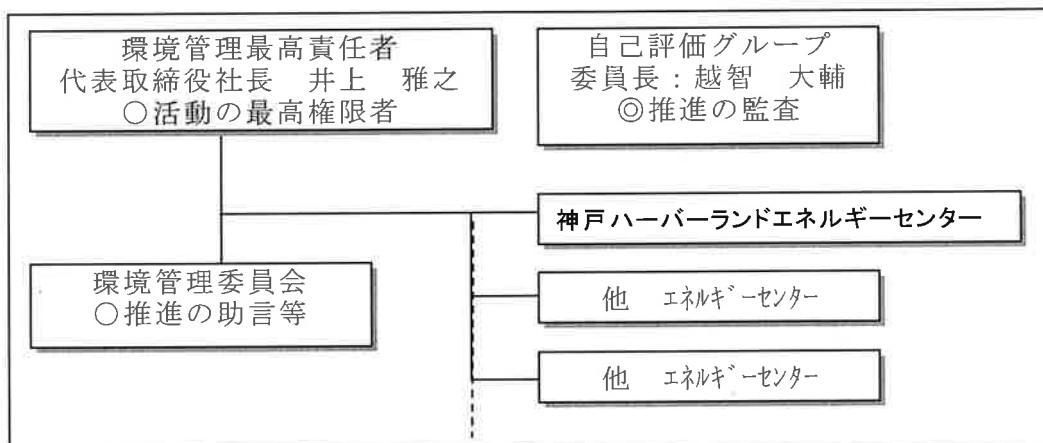 環境管理最高責任者
代表取締役社長　井上　雅之
○活動の最高権限者
自己評価グループ
委員長：越智　大輔
◎推進の監査
神戸ハーバーランドエネルギーセンター
環境管理委員会
○推進の助言等
他　ｴﾈﾙｷﾞｰｾﾝﾀｰ
他　ｴﾈﾙｷﾞｰｾﾝﾀｰ